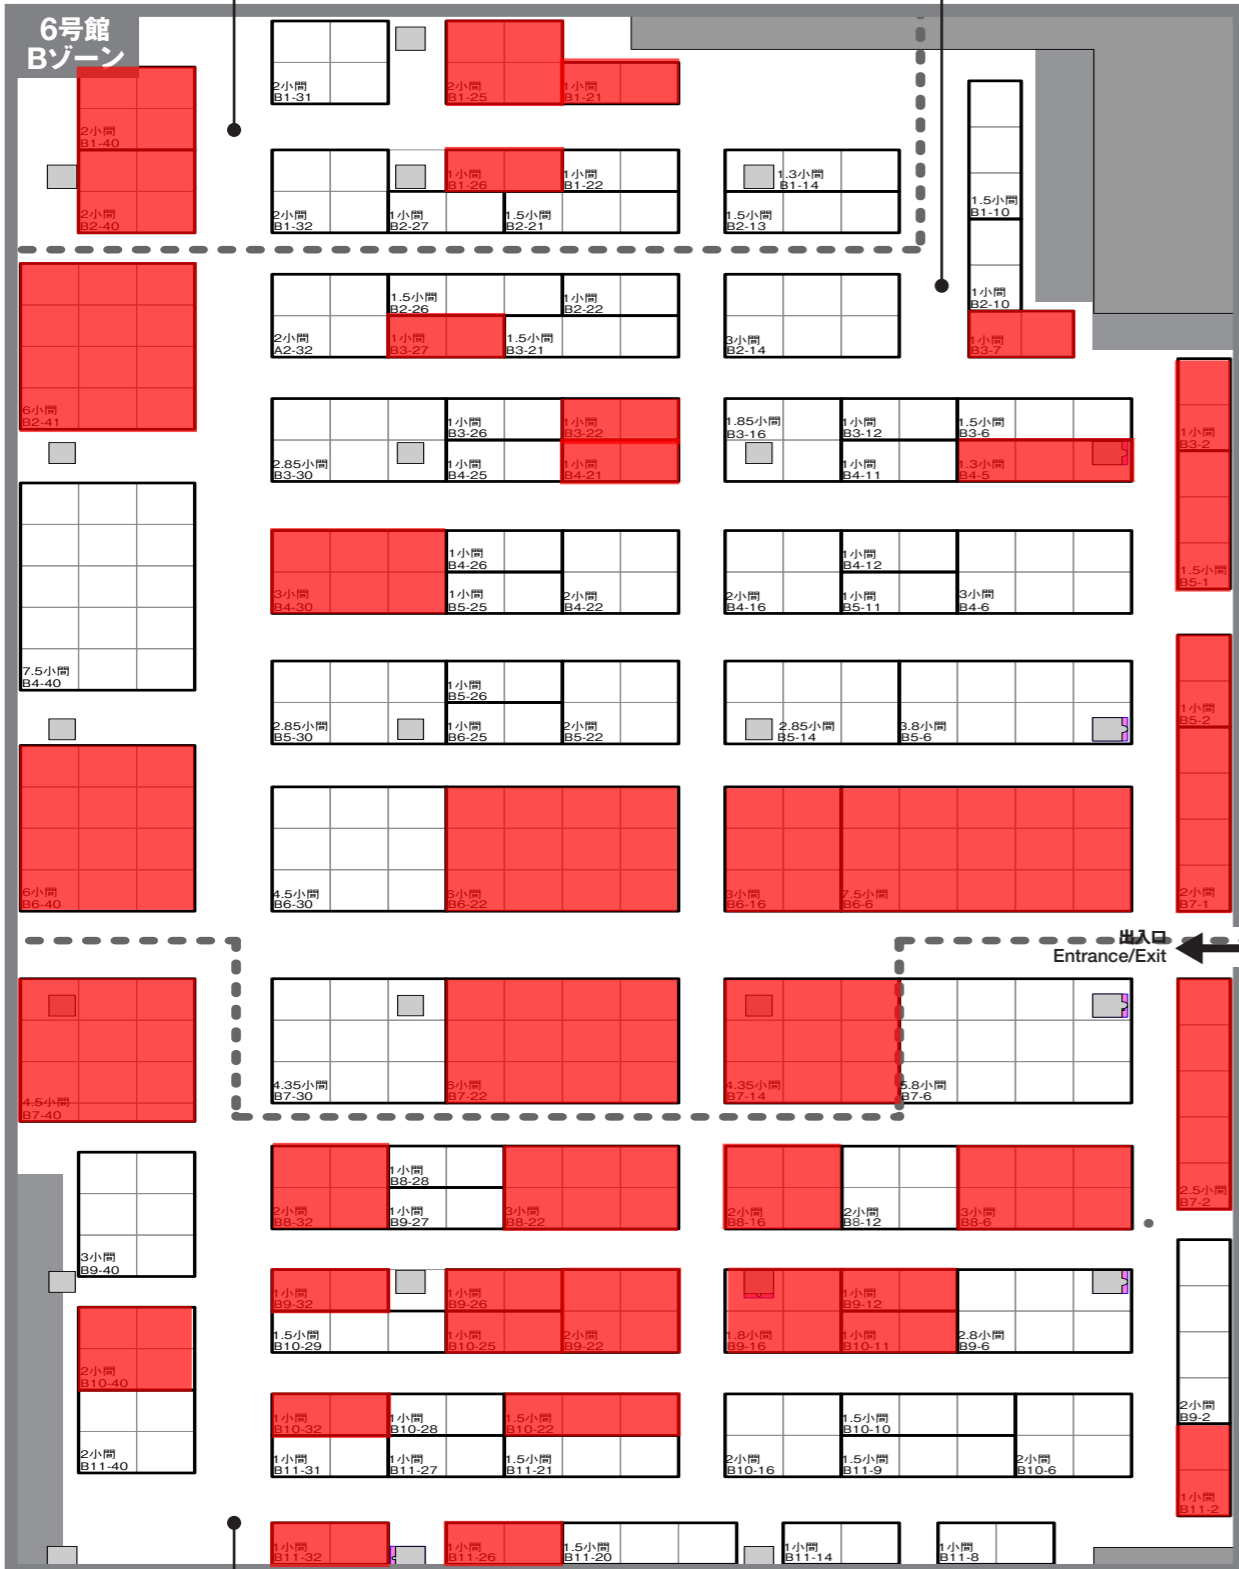 6号館
Bゾーン
2小間
B1-31
2小間
B1-25
1小間
B1-21
2小間
B1-40
2小間
B2-40
2小間
B1-32
1小間
B2-27
1小間
B1-26
1.5小間
B2-21
1小間
B1-22
1.3小間
B1-14
1.5小間
B2-13
1.5小間
B1-10
1小間
B2-10
1小間
B3-7
6小間
B2-41
2小間
A2-32
1.5小間
B2-26
1小間
B2-22
1小間
B3-27
1.5小間
B3-21
3小間
B2-14
2.85小間
B3-30
1小間
B3-26
1小間
B3-22
1小間
B4-25
1小間
B4-21
1.85小間
B3-16
1小間
B3-12
1.5小間
B3-6
1小間
B4-11
1.3小間
B4-5
1小間
B3-2
1.5小間
B5-1
7.5小間
B4-40
3小間
B4-30
1小間
B4-26
1小間
B5-25
2小間
B4-22
2小間
B4-16
1小間
B4-12
1小間
B5-11
3小間
B4-6
2.85小間
B5-30
1小間
B5-26
1小間
B6-25
2小間
B5-22
2.85小間
B5-14
3.8小間
B5-6
1小間
B5-2
2小間
B7-1
6小間
B6-40
4.5小間
B6-30
6小間
B6-22
3小間
B6-16
7.5小間
B6-6
出入口
Entrance/Exit
4.5小間
B7-40
4.35小間
B7-30
6小間
B7-22
4.35小間
B7-14
5.8小間
B7-6
2.5小間
B7-2
3小間
B9-40
2小間
B8-32
1小間
B8-28
1小間
B9-27
3小間
B8-22
2小間
B8-16
2小間
B8-12
3小間
B8-6
2小間
B10-40
1小間
B9-32
1.5小間
B10-29
1小間
B9-26
1小間
B10-25
2小間
B9-22
1.8小間
B9-16
1小間
B9-12
1小間
B10-11
2.8小間
B9-6
2小間
B9-2
2小間
B11-40
1小間
B10-32
1小間
B10-28
1.5小間
B10-22
1小間
B11-31
1小間
B11-27
1.5小間
B11-21
2小間
B10-16
1.5小間
B10-10
1.5小間
B11-9
2小間
B10-6
1小間
B11-2
1小間
B11-32
1小間
B11-26
1.5小間
B11-20
1小間
B11-14
1小間
B11-8